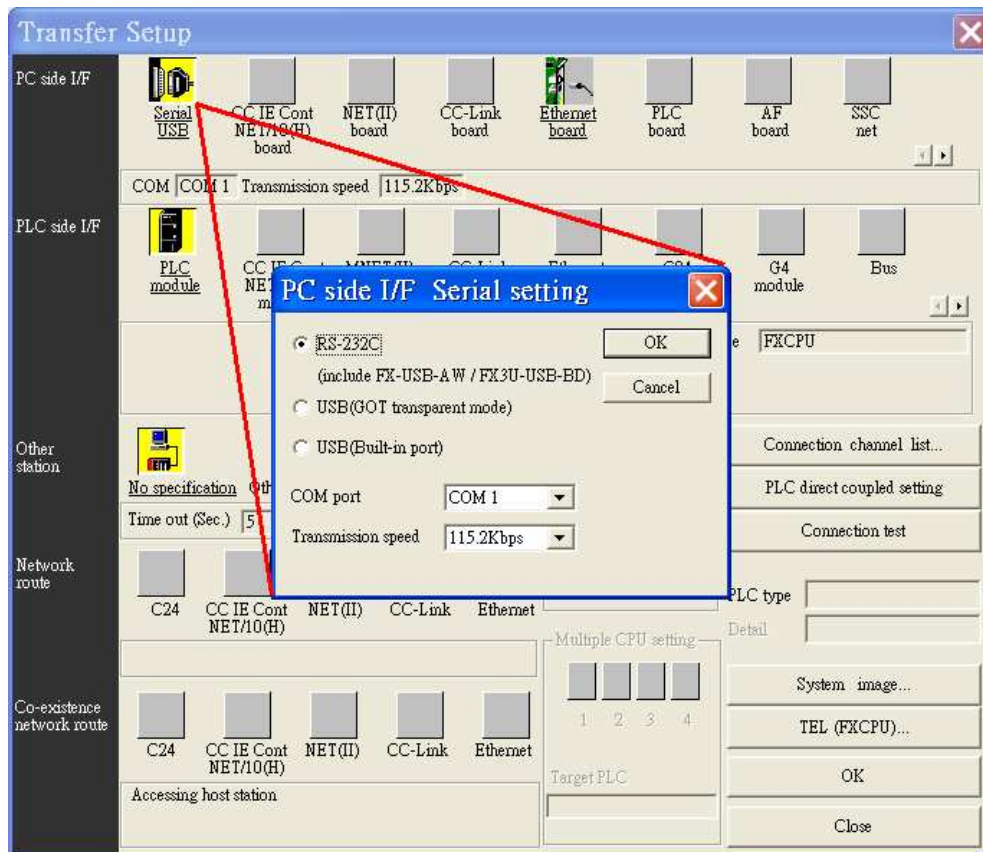 Transfer Setup
PC side I/F
Serial USB
CC IE Cont NET/10(H) board
NET(II) board
CC-Link board
Ethernet board
PLC board
AF board
SSC net
COM COM 1 Transmission speed 115.2Kbps
PLC side I/F
PLC module
G4 module
Bus
FXCPU
PC side I/F Serial setting
RS-232C
(include FX-USB-AW / FX3U-USB-BD)
USB(GOT transparent mode)
USB(Built-in port)
COM port COM 1
Transmission speed 115.2Kbps
OK
Cancel
Other station
No specification
Time out (Sec.) 5
Connection channel list...
PLC direct coupled setting
Connection test
Network route
C24
CC IE Cont NET/10(H)
NET(II)
CC-Link
Ethernet
PLC type
Detail
Multiple CPU setting
1 2 3 4
Target PLC
System image...
TEL (FXCPU)...
OK
Close
Co-existence network route
C24
CC IE Cont NET/10(H)
NET(II)
CC-Link
Ethernet
Accessing host station